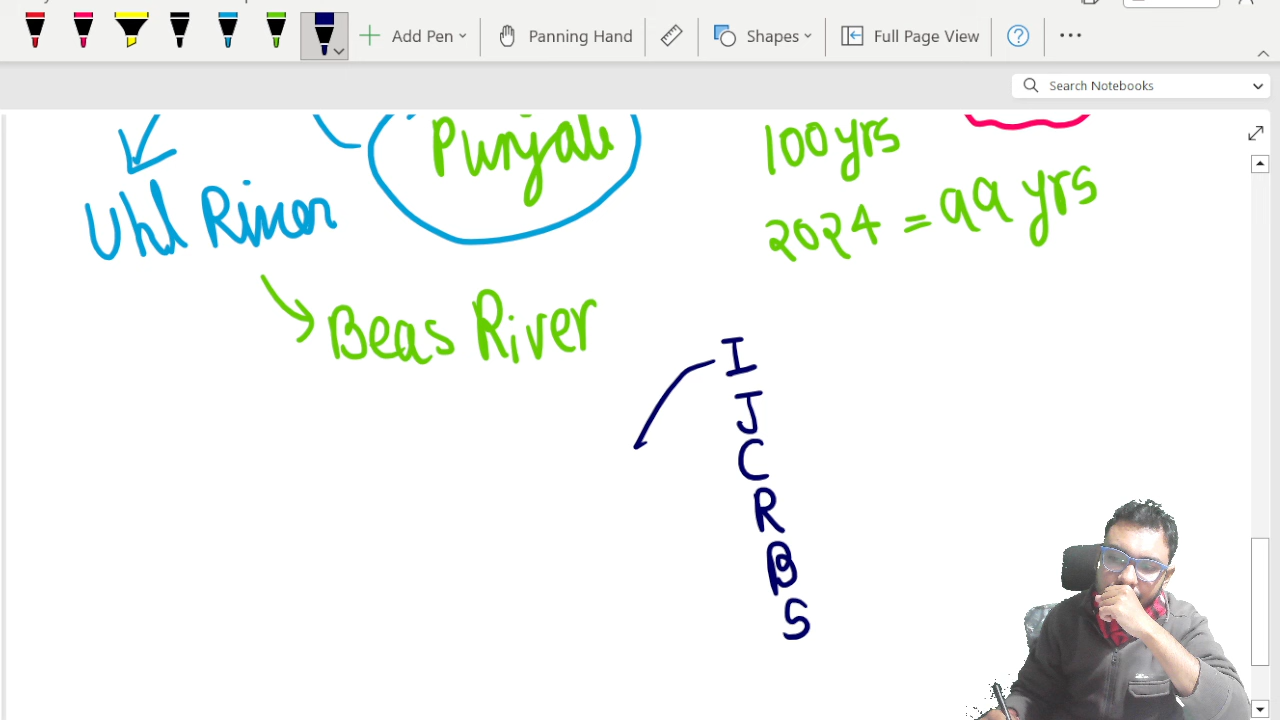 Add Pen
Panning Hand
Shapes
Full Page View
Search Notebooks
Punjab
100 yrs
2024 = 99 yrs
Uhl River
Beas River
I
J
C
R
B
S